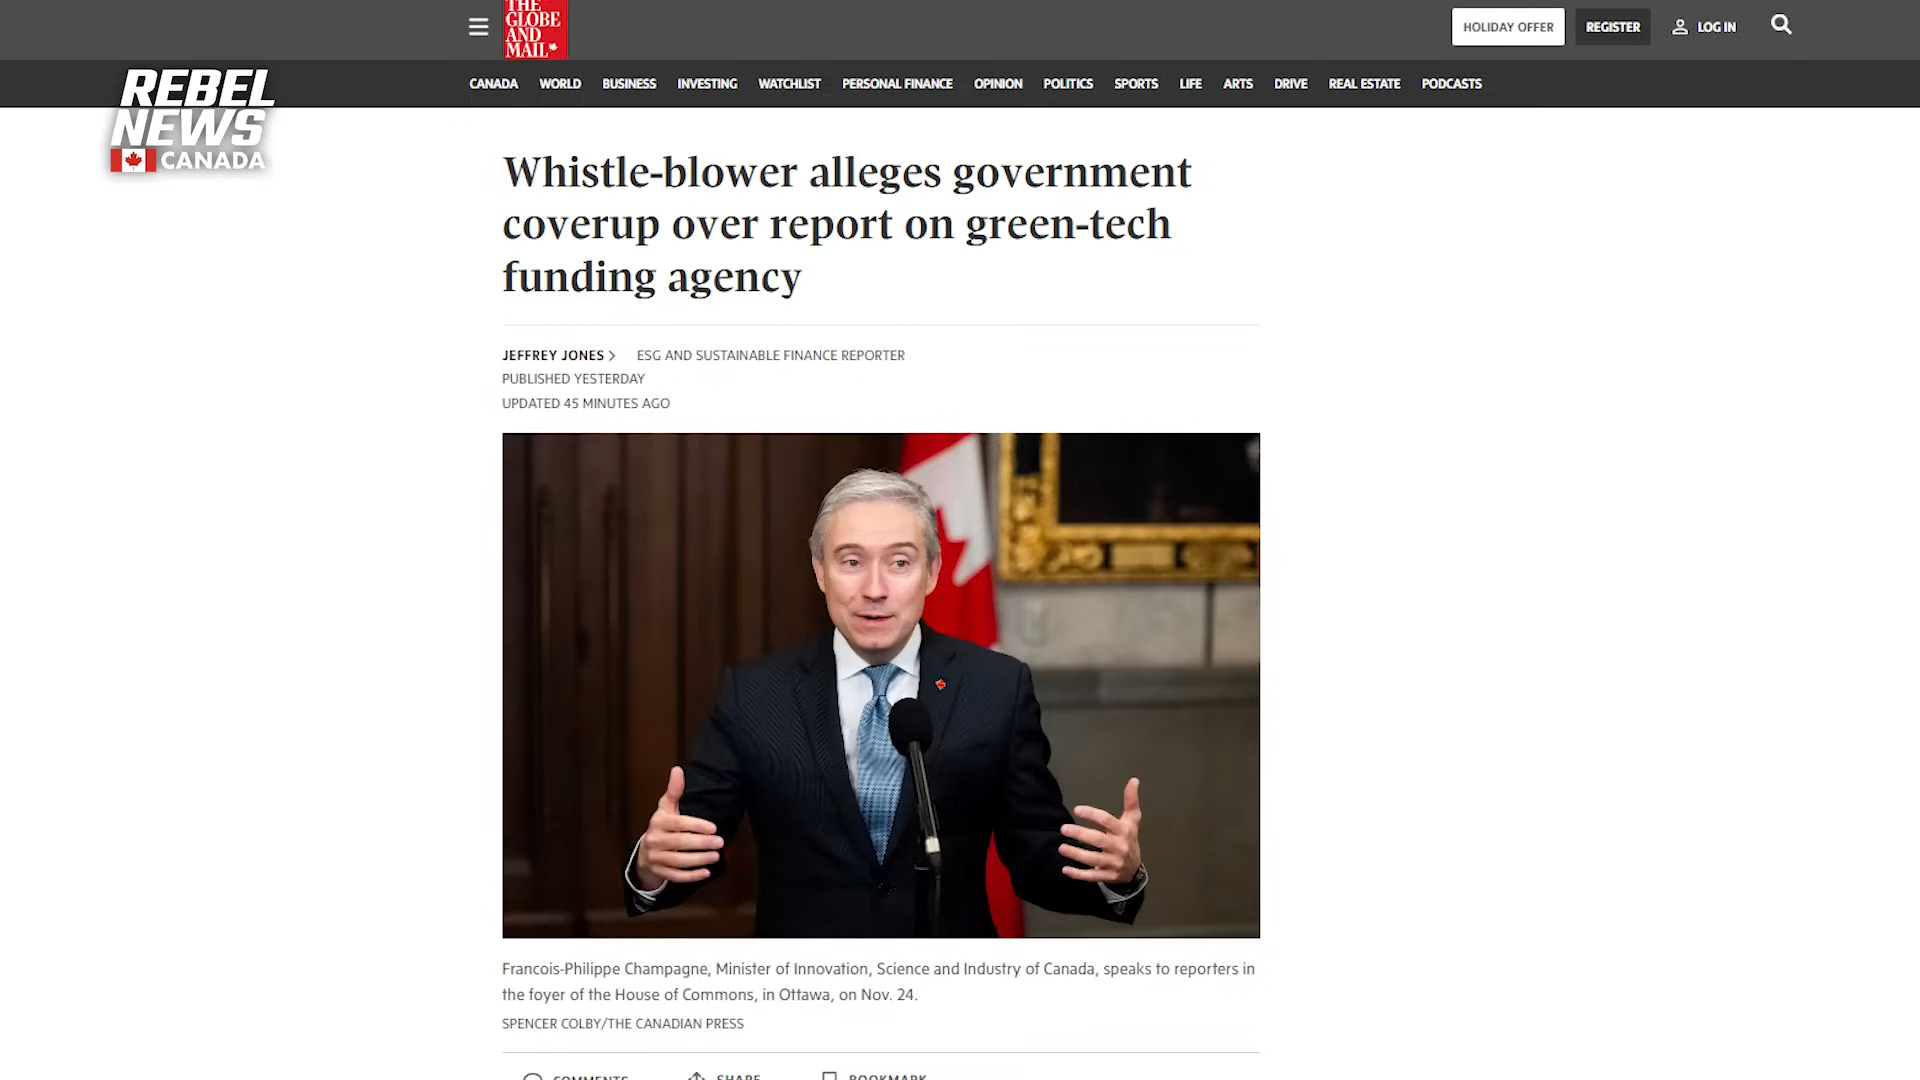 THE
GLOBE
AND
MAIL
HOLIDAY OFFER
REGISTER
LOG IN
REBEL
NEWS
CANADA
CANADA WORLD BUSINESS INVESTING WATCHLIST PERSONAL FINANCE OPINION POLITICS SPORTS LIFE ARTS DRIVE REAL ESTATE PODCASTS
Whistle-blower alleges government
coverup over report on green-tech
funding agency
JEFFREY JONES > ESG AND SUSTAINABLE FINANCE REPORTER
PUBLISHED YESTERDAY
UPDATED 45 MINUTES AGO
Francois-Philippe Champagne, Minister of Innovation, Science and Industry of Canada, speaks to reporters in
the foyer of the House of Commons, in Ottawa, on Nov. 24.
SPENCER COLBY/THE CANADIAN PRESS
COMMENTS SHARE BOOKMARK